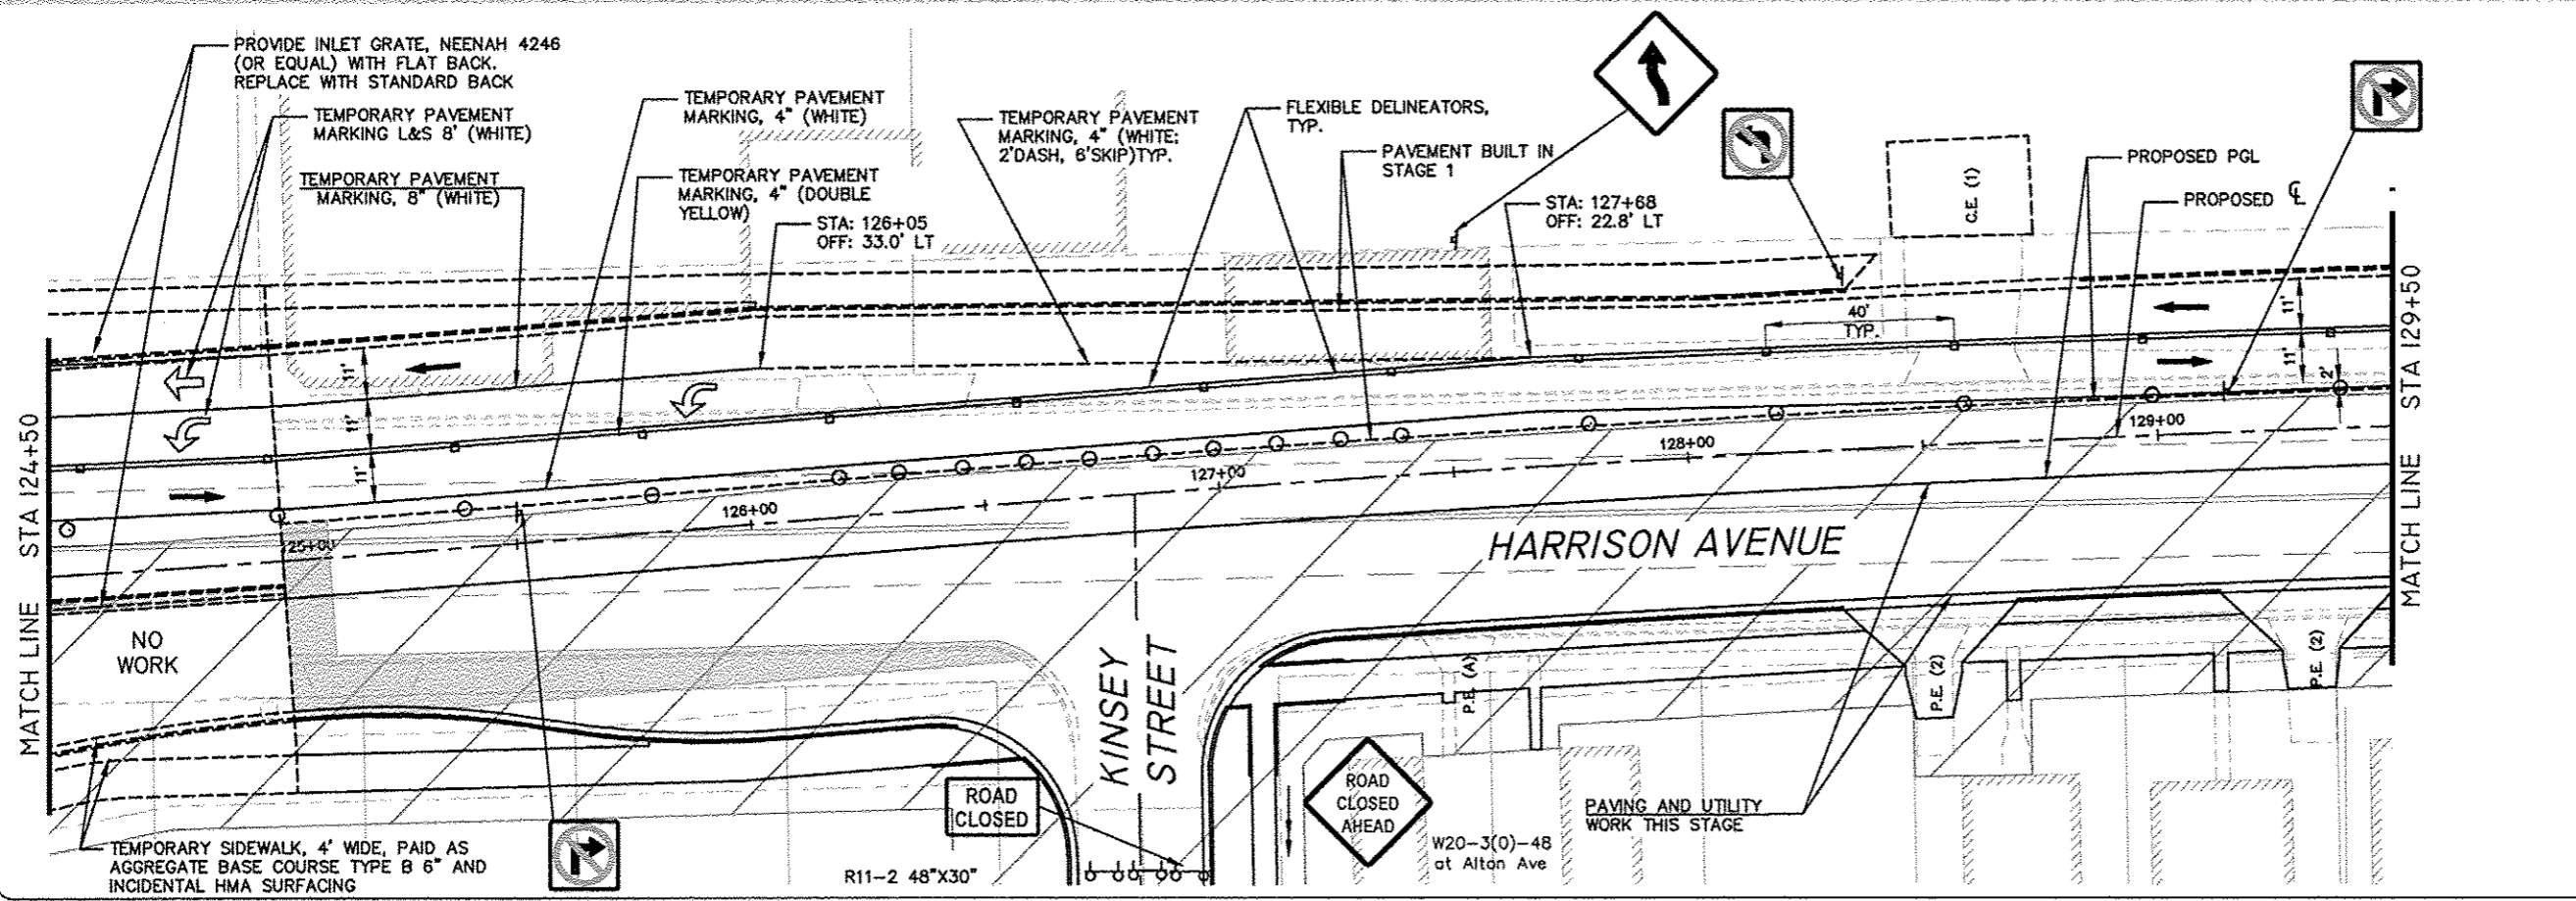 PROVIDE INLET GRATE, NEENAH 4246
(OR EQUAL) WITH FLAT BACK.
REPLACE WITH STANDARD BACK
TEMPORARY PAVEMENT
MARKING L&S 8' (WHITE)
TEMPORARY PAVEMENT
MARKING, 8" (WHITE)
TEMPORARY PAVEMENT
MARKING, 4" (WHITE)
TEMPORARY PAVEMENT
MARKING, 4" (DOUBLE
YELLOW)
STA: 126+05
OFF: 33.0' LT
TEMPORARY PAVEMENT
MARKING, 4" (WHITE;
2'DASH, 6'SKIP)TYP.
FLEXIBLE DELINEATORS,
TYP.
PAVEMENT BUILT IN
STAGE 1
STA: 127+68
OFF: 22.8' LT
C.E. (1)
PROPOSED PGL
PROPOSED ℄
40'
TYP.
11'
11'
2'
11'
11'
11'
MATCH LINE STA 124+50
MATCH LINE STA 129+50
125+00
126+00
127+00
128+00
129+00
HARRISON AVENUE
KINSEY
STREET
NO
WORK
P.E. (A)
P.E. (2)
P.E. (2)
ROAD
CLOSED
R11-2 48"X30"
ROAD
CLOSED
AHEAD
W20-3(O)-48
at Alton Ave
PAVING AND UTILITY
WORK THIS STAGE
TEMPORARY SIDEWALK, 4' WIDE, PAID AS
AGGREGATE BASE COURSE TYPE B 6" AND
INCIDENTAL HMA SURFACING